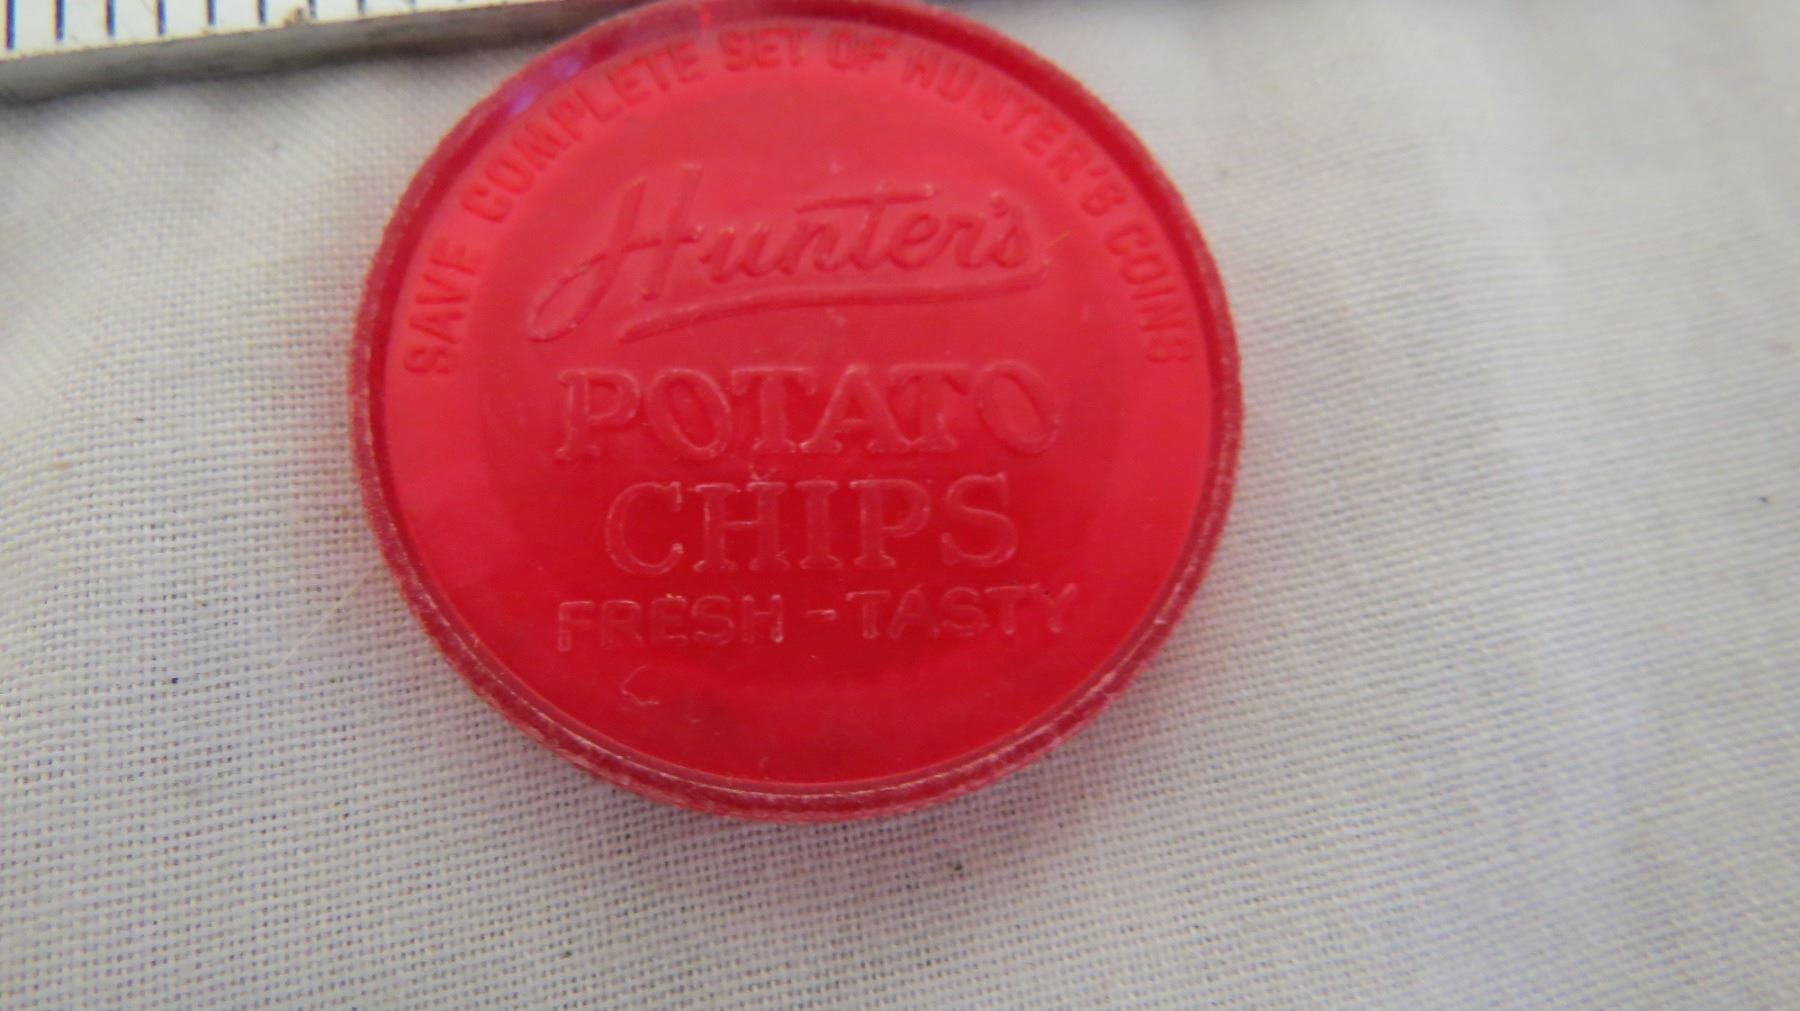 SAVE COMPLETE SET OF HUNTER'S COINS
Hunter's
POTATO
CHIPS
FRESH - TASTY